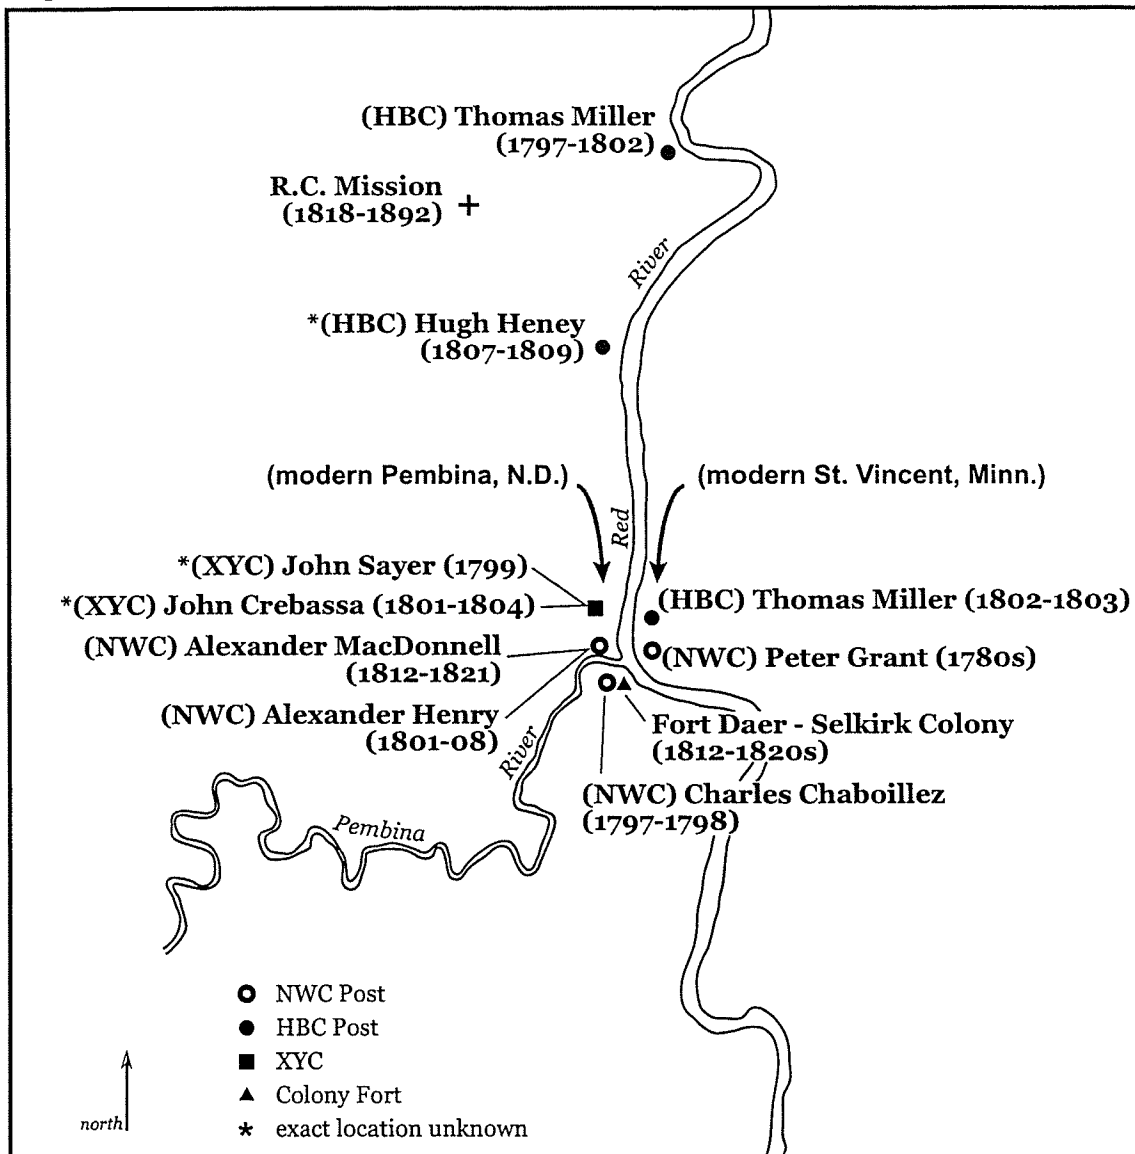 (HBC) Thomas Miller
(1797-1802)
R.C. Mission
(1818-1892)
River
*(HBC) Hugh Heney
(1807-1809)
(modern Pembina, N.D.)
(modern St. Vincent, Minn.)
Red
*(XYC) John Sayer (1799)
*(XYC) John Crebassa (1801-1804)
(HBC) Thomas Miller (1802-1803)
(NWC) Alexander MacDonnell
(1812-1821)
(NWC) Peter Grant (1780s)
(NWC) Alexander Henry
(1801-08)
Fort Daer - Selkirk Colony
(1812-1820s)
River
(NWC) Charles Chaboillez
(1797-1798)
Pembina
NWC Post
HBC Post
XYC
Colony Fort
* exact location unknown
north